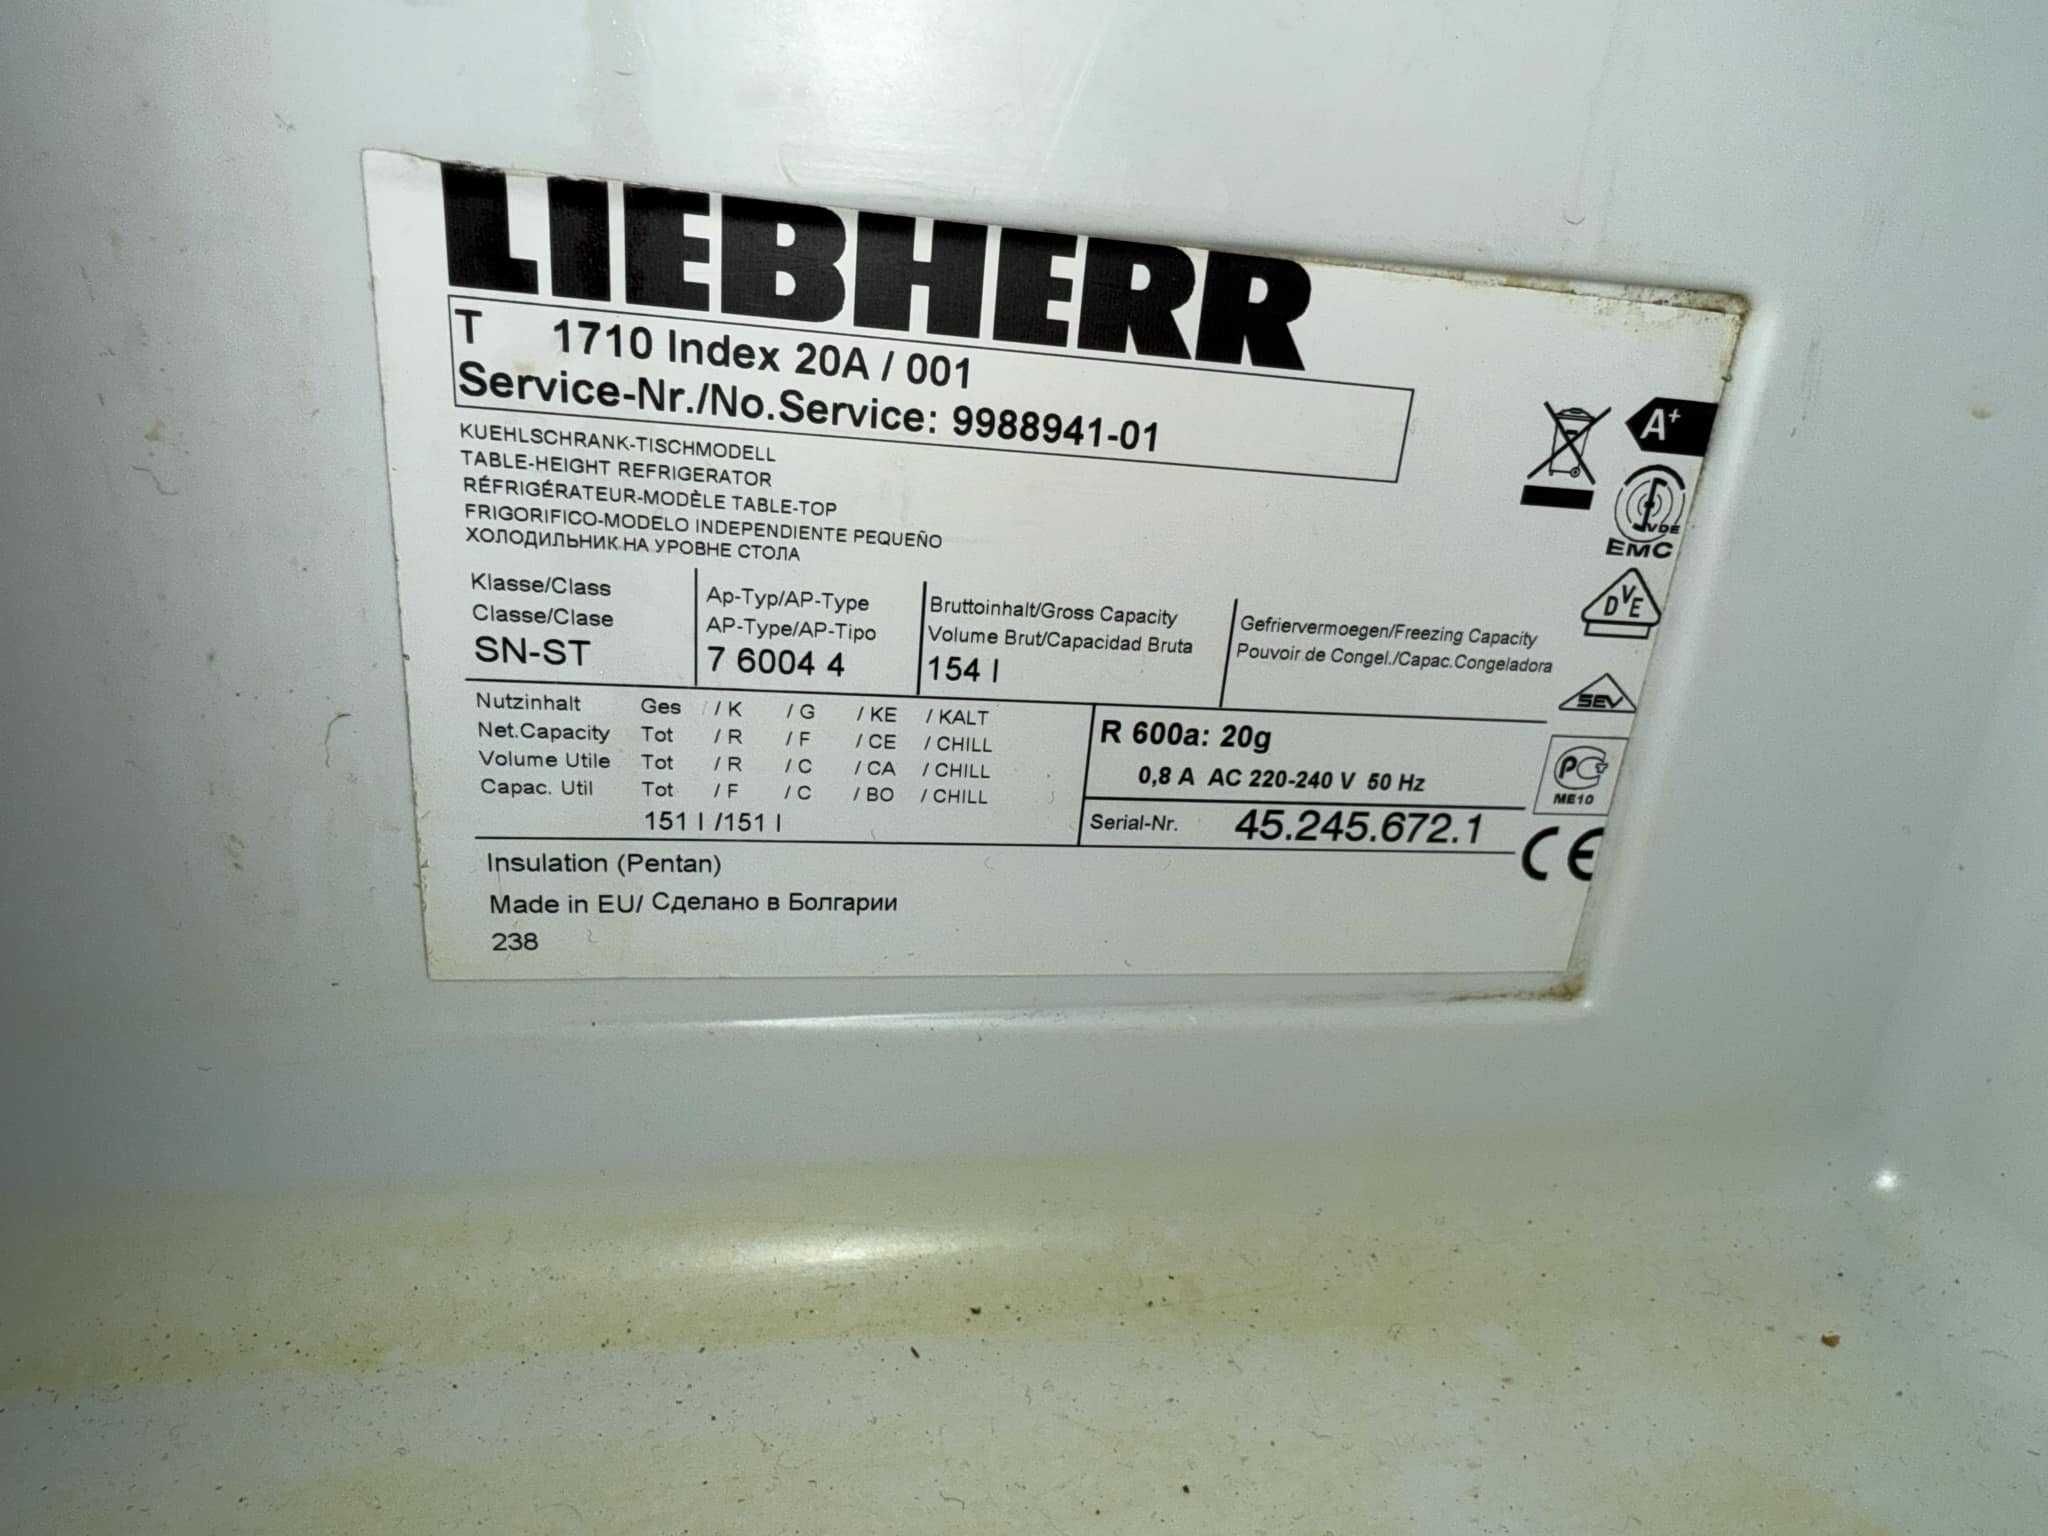 LIEBHERR
T 1710 Index 20A / 001
Service-Nr./No.Service: 9988941-01
KUEHLSCHRANK-TISCHMODELL
TABLE-HEIGHT REFRIGERATOR
RÉFRIGÉRATEUR-MODÈLE TABLE-TOP
FRIGORIFICO-MODELO INDEPENDIENTE PEQUEÑO
ХОЛОДИЛЬНИК НА УРОВНЕ СТОЛА
A+
VDE
EMC
DVE
SEV
PC
ME10
CE
Klasse/Class
Classe/Clase
SN-ST
Ap-Typ/AP-Type
AP-Type/AP-Tipo
7 6004 4
Bruttoinhalt/Gross Capacity
Volume Brut/Capacidad Bruta
154 l
Gefriervermoegen/Freezing Capacity
Pouvoir de Congel./Capac.Congeladora
Nutzinhalt Ges / K / G / KE / KALT
Net.Capacity Tot / R / F / CE / CHILL
Volume Utile Tot / R / C / CA / CHILL
Capac. Util Tot / F / C / BO / CHILL
151 l /151 l
R 600a: 20g
0,8 A AC 220-240 V 50 Hz
Serial-Nr. 45.245.672.1
Insulation (Pentan)
Made in EU/ Сделано в Болгарии
238